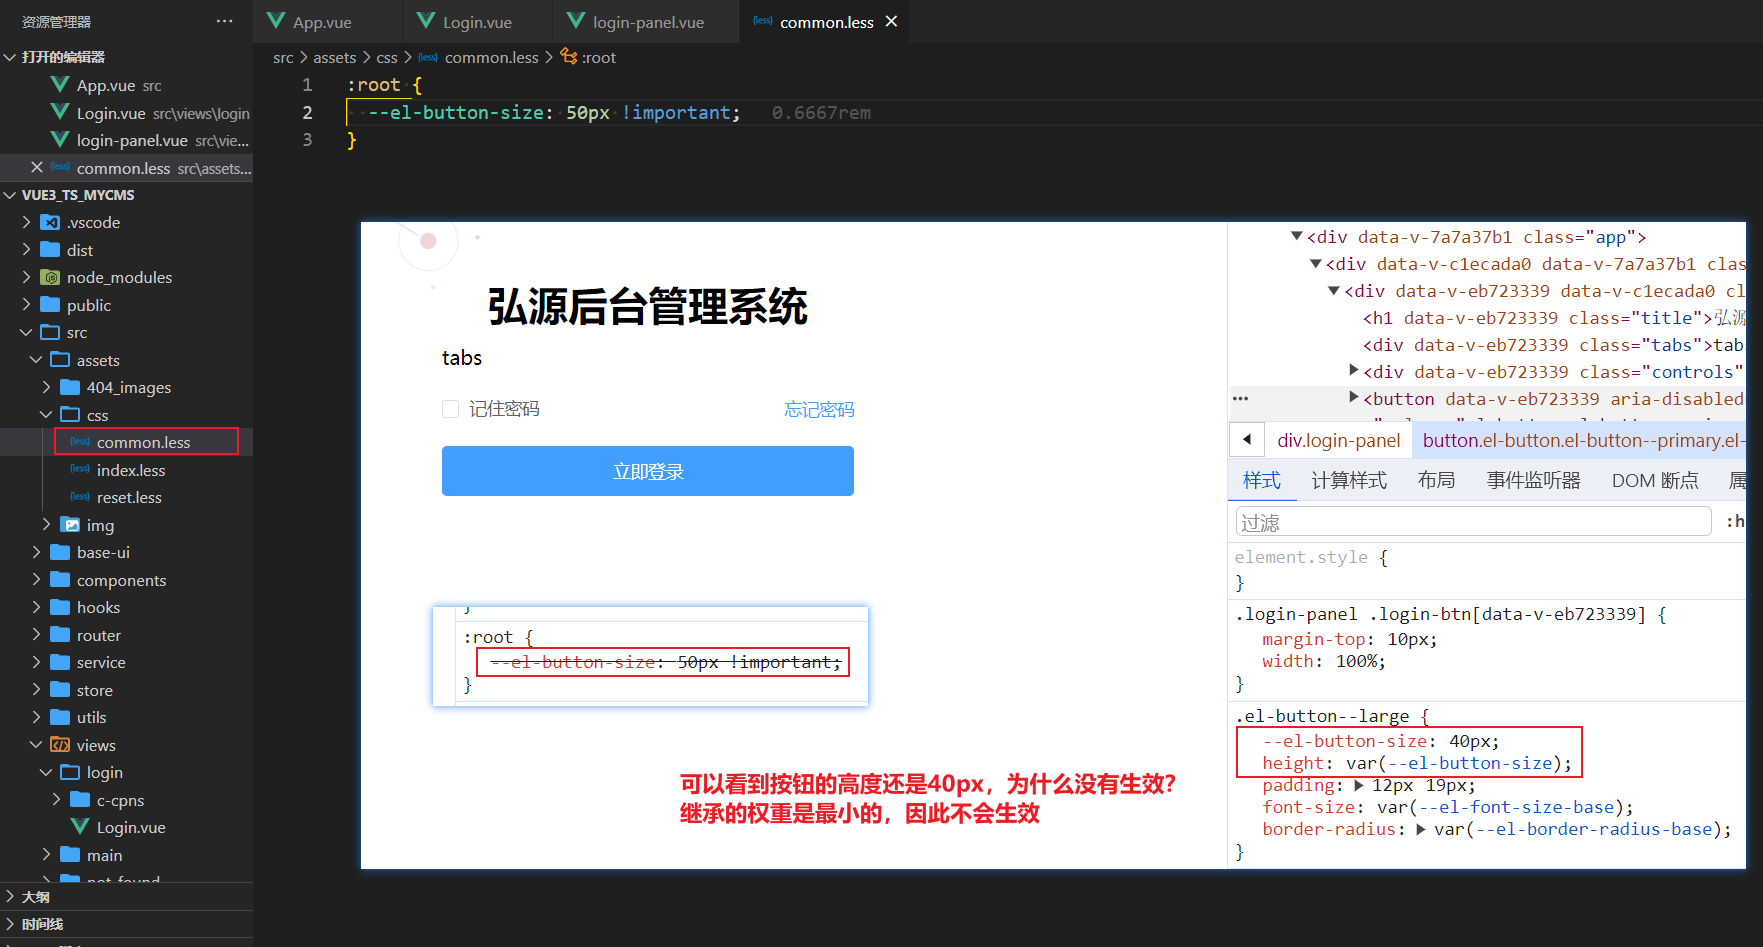 资源管理器
打开的编辑器
App.vue src
Login.vue src\views\login
login-panel.vue src\vie...
common.less src\assets...
VUE3_TS_MYCMS
.vscode
dist
node_modules
public
src
assets
404_images
css
common.less
index.less
reset.less
img
base-ui
components
hooks
router
service
store
utils
views
login
c-cpns
Login.vue
main
not_found
大纲
时间线
App.vue
Login.vue
login-panel.vue
common.less
src > assets > css > common.less > :root
1 :root {
2 --el-button-size: 50px !important; 0.6667rem
3 }
弘源后台管理系统
tabs
记住密码 忘记密码
立即登录
}
:root {
--el-button-size: 50px !important;
}
可以看到按钮的高度还是40px，为什么没有生效?
继承的权重是最小的，因此不会生效
<div data-v-7a7a37b1 class="app">
<div data-v-c1ecada0 data-v-7a7a37b1 clas
<div data-v-eb723339 data-v-c1ecada0 cl
<h1 data-v-eb723339 class="title">弘源
<div data-v-eb723339 class="tabs">tab
<div data-v-eb723339 class="controls"
<button data-v-eb723339 aria-disabled
div.login-panel button.el-button.el-button--primary.el-
样式 计算样式 布局 事件监听器 DOM 断点 属
过滤 :h
element.style {
}
.login-panel .login-btn[data-v-eb723339] {
margin-top: 10px;
width: 100%;
}
.el-button--large {
--el-button-size: 40px;
height: var(--el-button-size);
padding: 12px 19px;
font-size: var(--el-font-size-base);
border-radius: var(--el-border-radius-base);
}